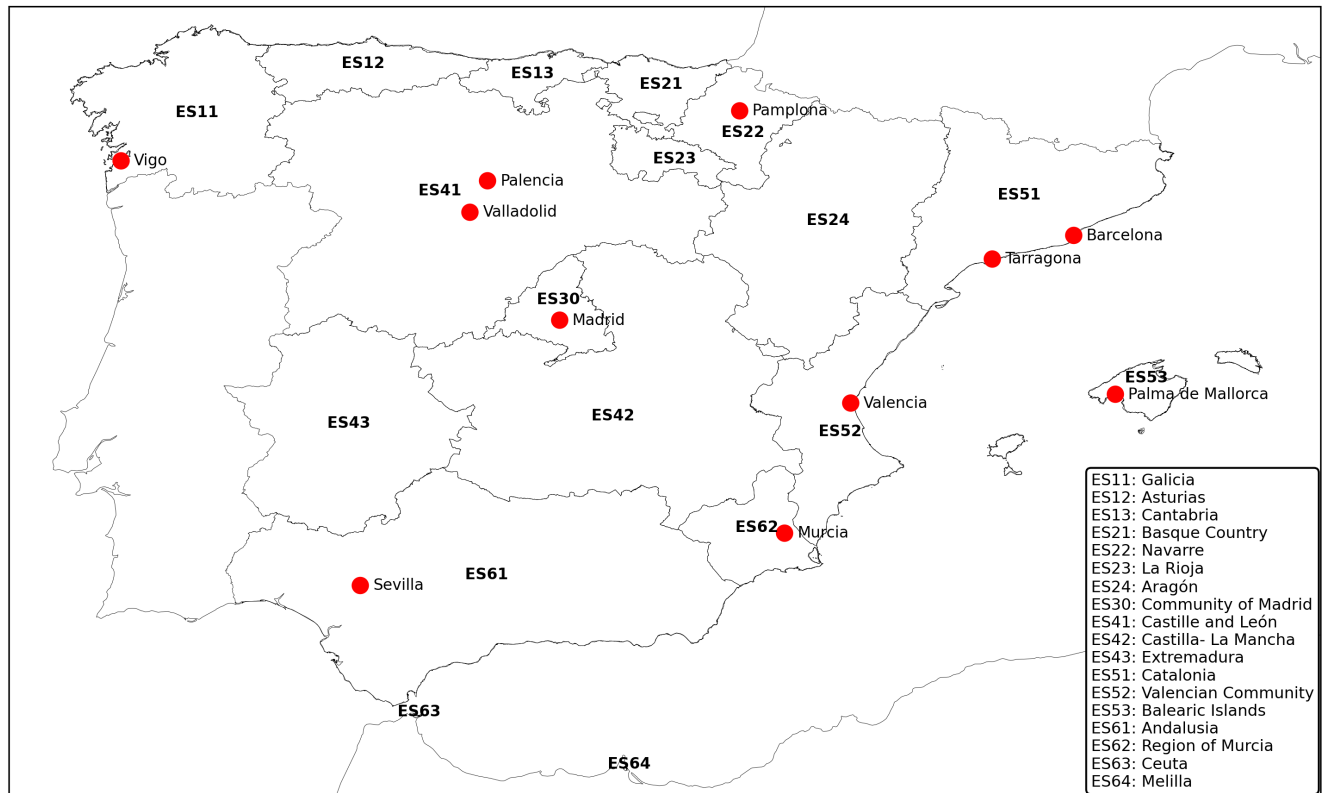 ES12
ES13
ES21
ES11
Pamplona
ES22
Vigo
ES23
Palencia
ES41
ES51
Valladolid
ES24
Barcelona
Tarragona
ES30
Madrid
ES53
Palma de Mallorca
Valencia
ES42
ES43
ES52
ES62
Murcia
ES61
Sevilla
ES63
ES64
ES11: Galicia
ES12: Asturias
ES13: Cantabria
ES21: Basque Country
ES22: Navarre
ES23: La Rioja
ES24: Aragón
ES30: Community of Madrid
ES41: Castille and León
ES42: Castilla- La Mancha
ES43: Extremadura
ES51: Catalonia
ES52: Valencian Community
ES53: Balearic Islands
ES61: Andalusia
ES62: Region of Murcia
ES63: Ceuta
ES64: Melilla